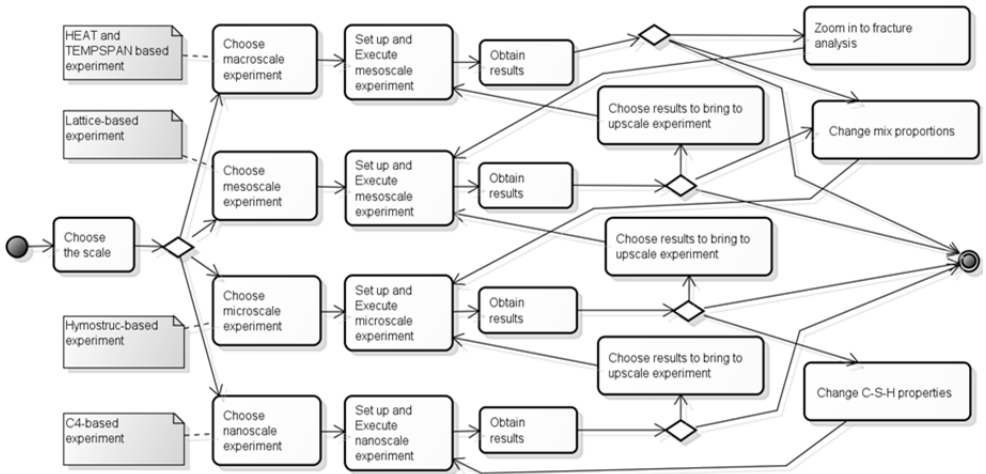 HEAT and
TEMPSPAN based
experiment
Choose
macroscale
experiment
Set up and
Execute
mesoscale
experiment
Obtain
results
Zoom in to fracture
analysis
Choose results to bring to
upscale experiment
Change mix proportions
Lattice-based
experiment
Choose
mesoscale
experiment
Set up and
Execute
mesoscale
experiment
Obtain
results
Choose
the scale
Choose results to bring to
upscale experiment
Hymostruc-based
experiment
Choose
microscale
experiment
Set up and
Execute
microscale
experiment
Obtain
results
Choose results to bring to
upscale experiment
Change C-S-H properties
C4-based
experiment
Choose
nanoscale
experiment
Set up and
Execute
nanoscale
experiment
Obtain
results